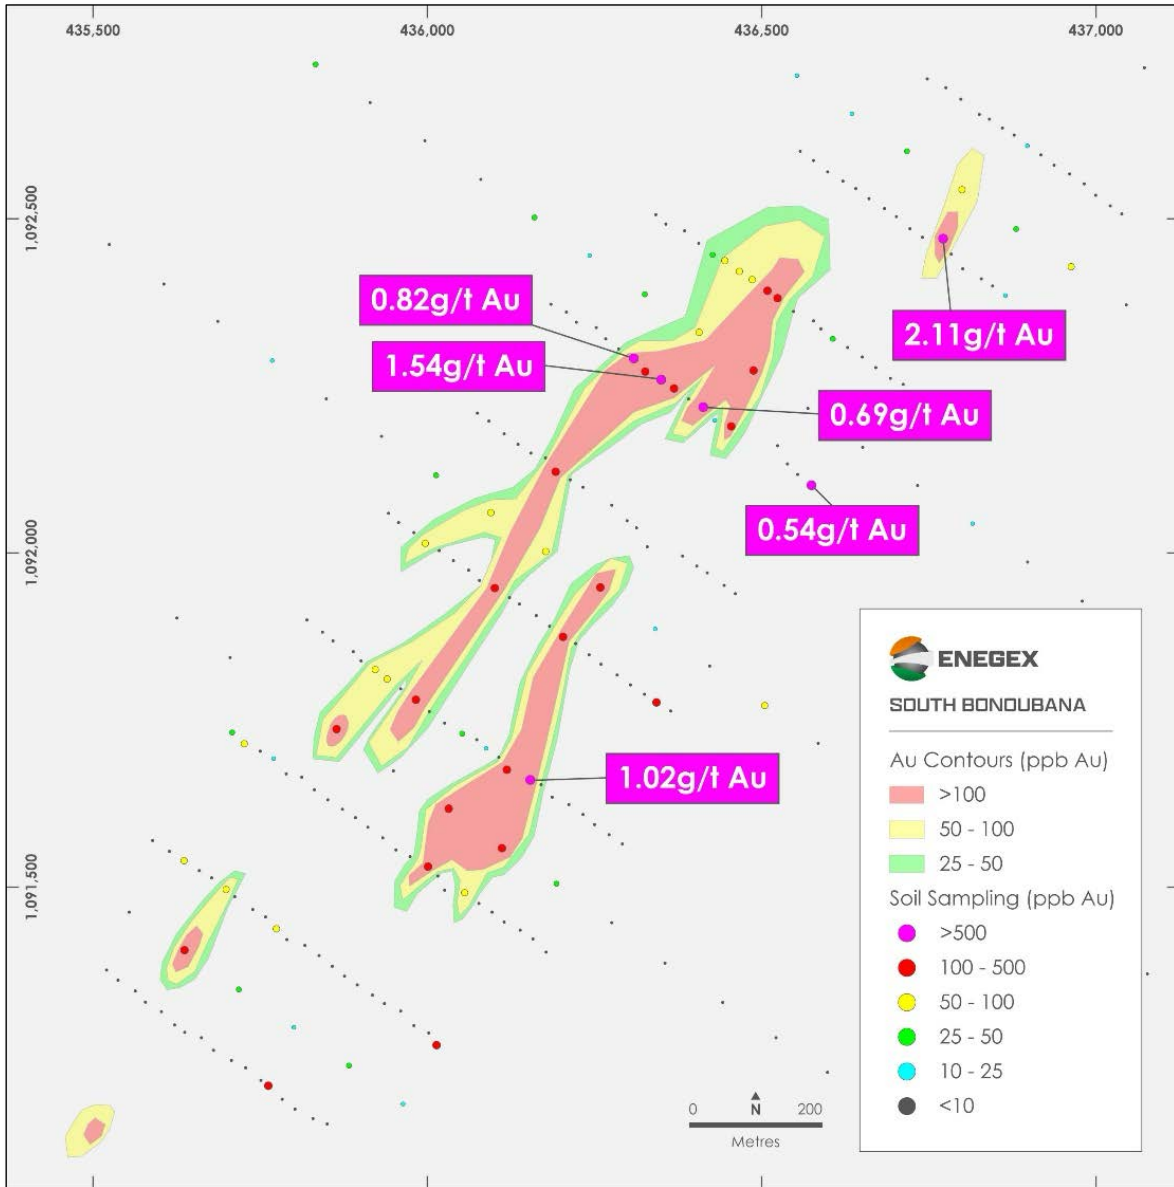 435,500
436,000
436,500
437,000
1,092,500
1,092,000
1,091,500
0.82g/t Au
1.54g/t Au
2.11g/t Au
0.69g/t Au
0.54g/t Au
1.02g/t Au
ENEGEX
SOUTH BONOUBANA
Au Contours (ppb Au)
>100
50 - 100
25 - 50
Soil Sampling (ppb Au)
>500
100 - 500
50 - 100
25 - 50
10 - 25
<10
0 N 200
Metres